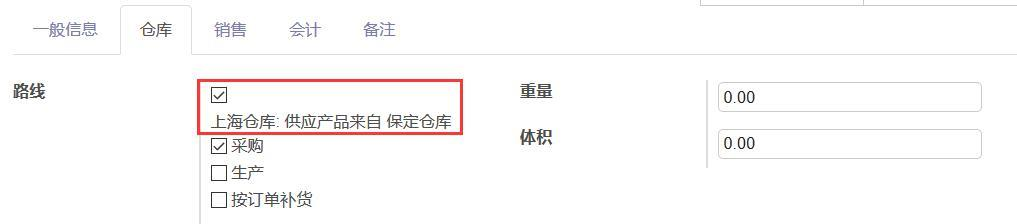 一般信息 仓库 销售 会计 备注
路线
上海仓库: 供应产品来自 保定仓库
采购
生产
按订单补货
重量 0.00
体积 0.00